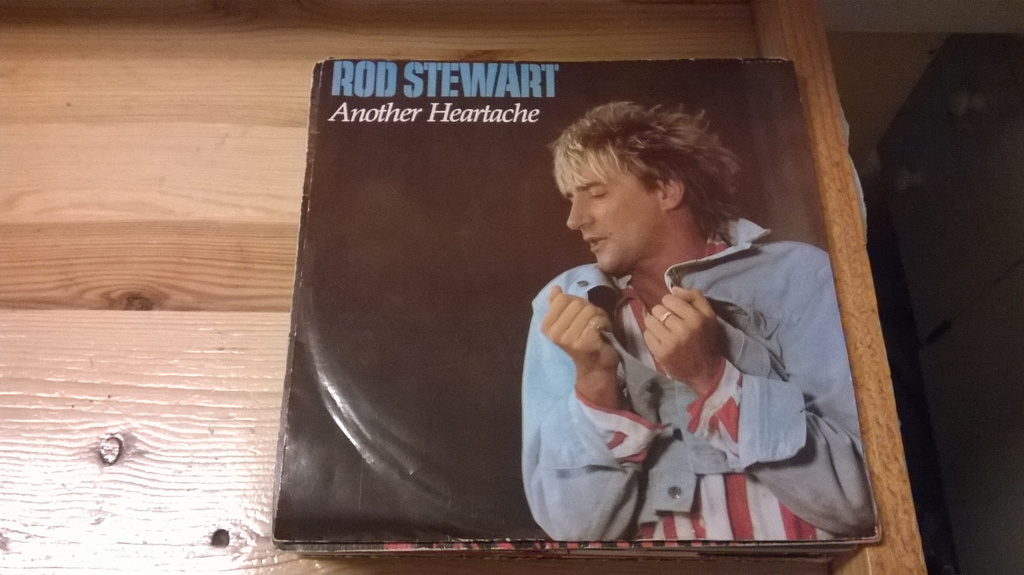 ROD STEWART
Another Heartache